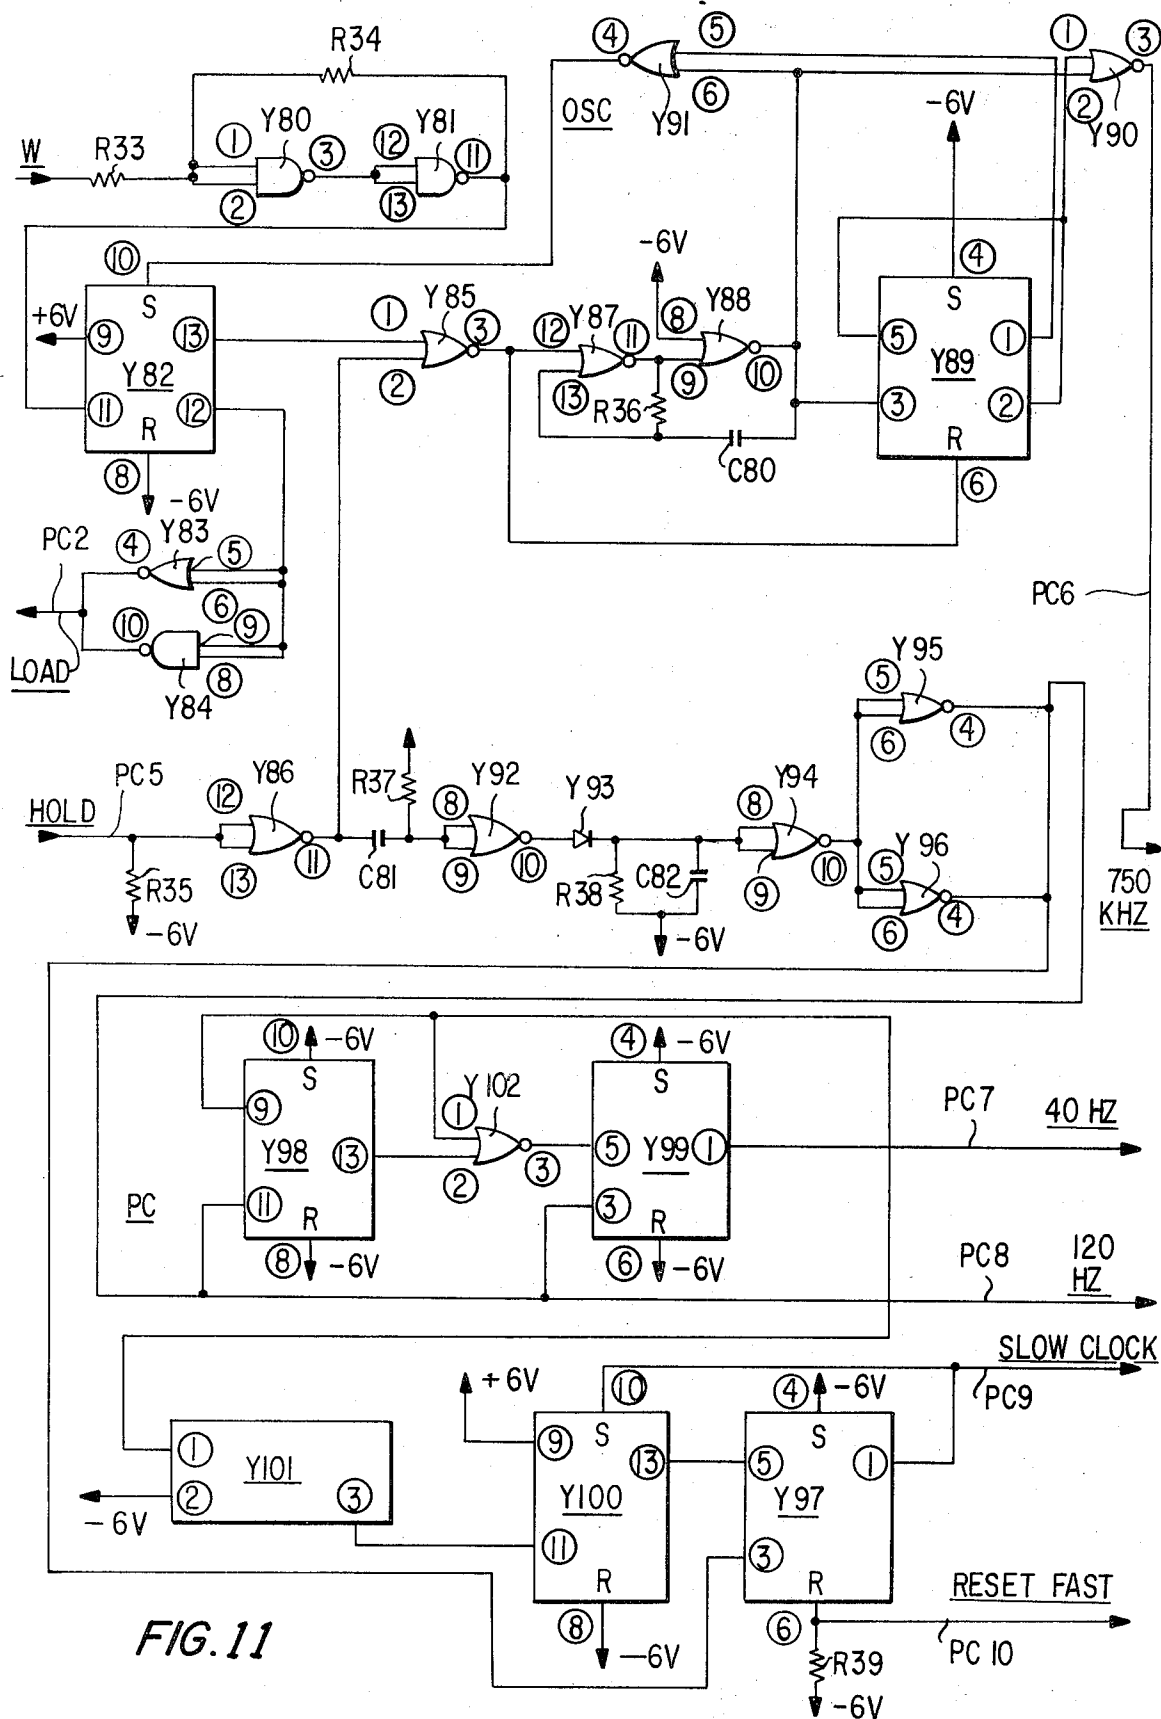 R34
④
⑤
①
③
OSC
⑥
Y91
②
Y90
W
R33
①
Y80
③
⑫
Y81
⑪
②
⑬
-6V
⑩
S
+6V
⑨
⑬
Y82
⑪
⑫
R
⑧
-6V
①
Y85
③
②
-6V
⑫
Y87
⑪
⑧
Y88
⑬
R36
⑨
⑩
C80
④
S
⑤
①
Y89
③
②
R
⑥
PC2
④
Y83
⑤
⑥
⑩
⑨
LOAD
⑧
Y84
PC6
⑤
Y95
⑥
④
HOLD
PC5
⑫
Y86
⑬
⑪
R35
-6V
R37
C81
⑧
Y92
⑨
⑩
Y93
R38
C82
-6V
⑧
Y94
⑨
⑩
⑤
Y96
⑥
④
750
KHZ
⑩
-6V
S
⑨
Y98
⑬
⑪
R
⑧
-6V
PC
①
Y102
②
③
④
-6V
S
⑤
Y99
①
③
R
⑥
-6V
PC7
40 HZ
PC8
120
HZ
SLOW CLOCK
PC9
①
Y101
②
③
-6V
+6V
⑩
⑨
S
⑬
Y100
⑪
R
⑧
-6V
④
-6V
S
⑤
①
Y97
③
R
⑥
RESET FAST
PC10
R39
-6V
FIG.11